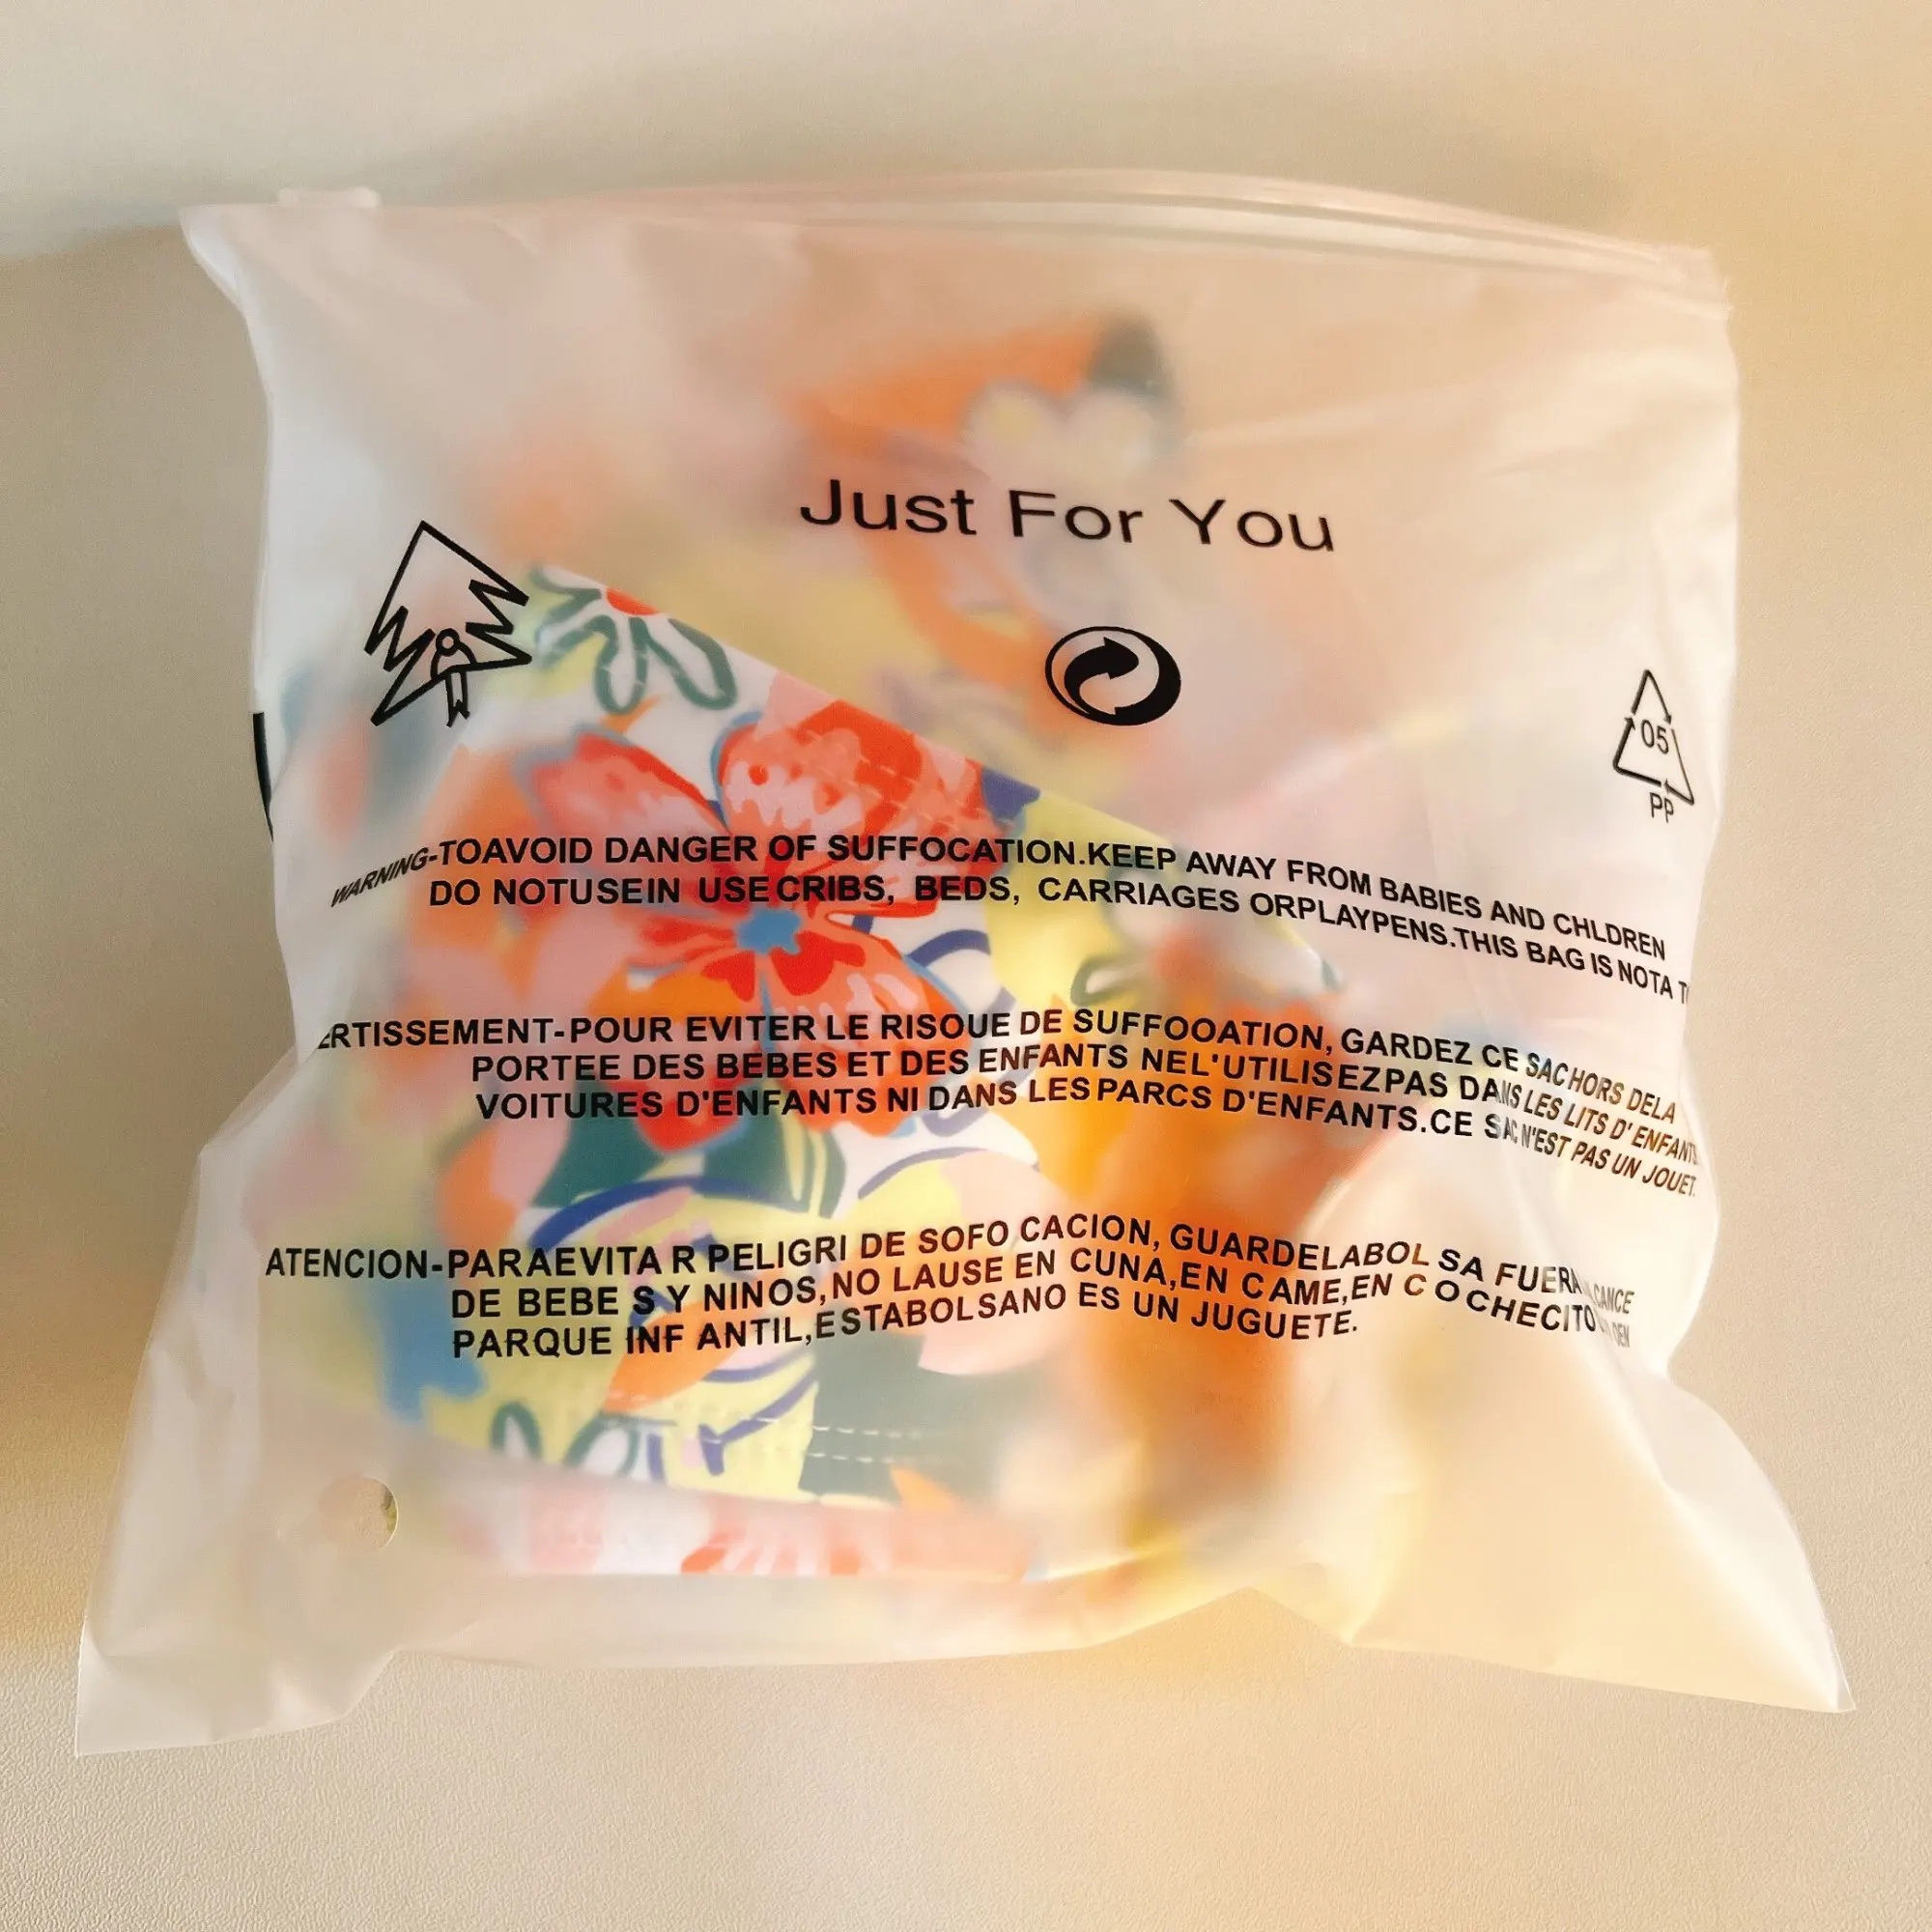 Just For You
05
PP
WARNING-TOAVOID DANGER OF SUFFOCATION.KEEP AWAY FROM BABIES AND CHLDREN
DO NOTUSEIN USE CRIBS, BEDS, CARRIAGES ORPLAYPENS.THIS BAG IS NOTA
ERTISSEMENT-POUR EVITER LE RISQUE DE SUFFOOATION, GARDEZ CE SACHORS DELA
PORTEE DES BEBES ET DES ENFANTS NEL'UTILISEZPAS DANS LES LITS D'ENFANTS
VOITURES D'ENFANTS NI DANS LES PARCS D'ENFANTS.CE SAC N'EST PAS UN JOUET.
ATENCION-PARAEVITA R PELIGRI DE SOFO CACION, GUARDELABOL SA FUERA
DE BEBE S Y NINOS,NO LAUSE EN CUNA,EN CAME,EN C O CHECITO
PARQUE INF ANTIL,ESTABOLSANO ES UN JUGUETE.